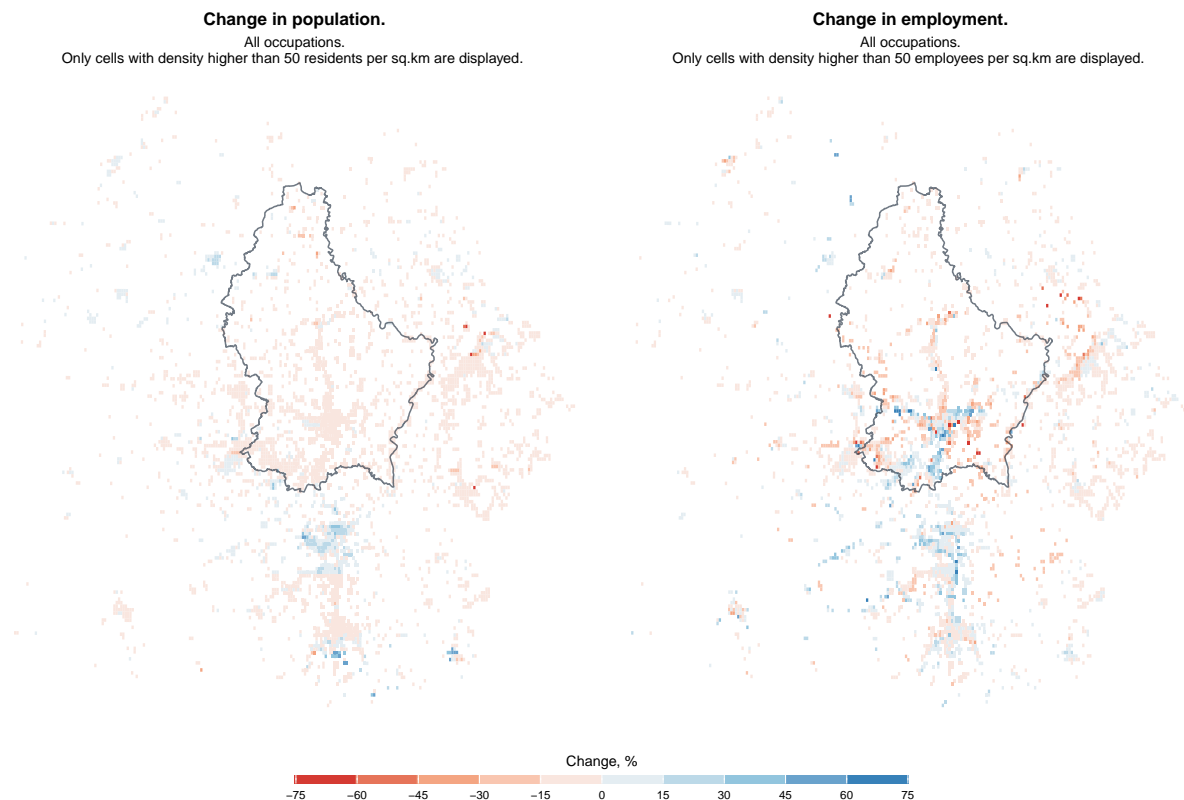 Change in population.
All occupations.
Only cells with density higher than 50 residents per sq.km are displayed.
Change in employment.
All occupations.
Only cells with density higher than 50 employees per sq.km are displayed.
Change, %
−75 −60 −45 −30 −15 0 15 30 45 60 75